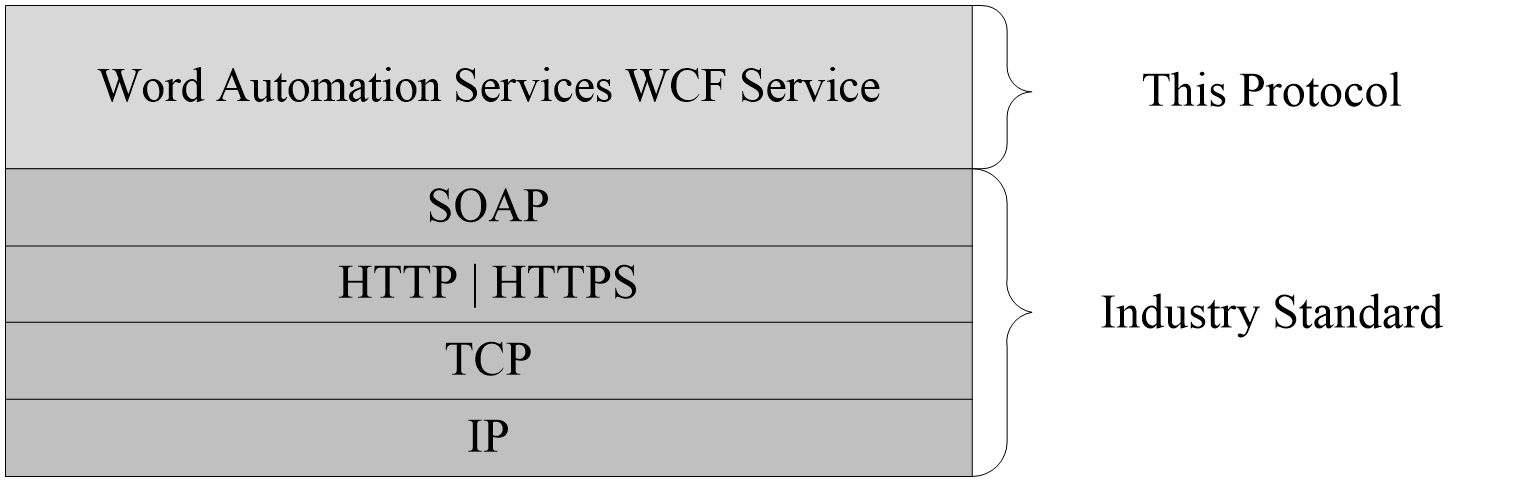 Word Automation Services WCF Service
This Protocol
SOAP
HTTP | HTTPS
TCP
IP
Industry Standard